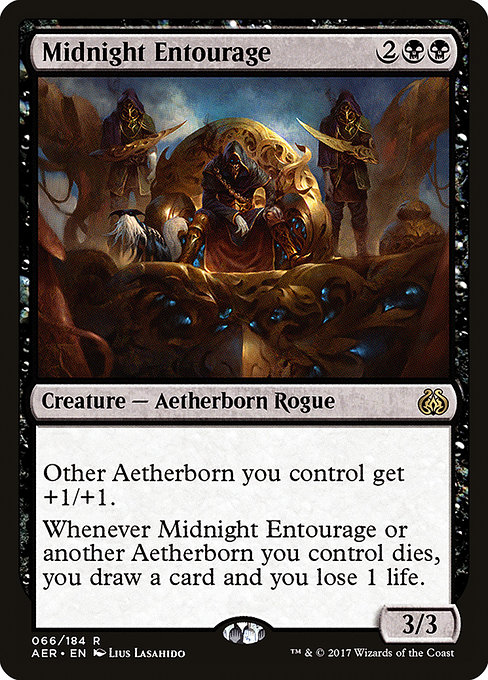 Midnight Entourage 2
Creature — Aetherborn Rogue
Other Aetherborn you control get
+1/+1.
Whenever Midnight Entourage or
another Aetherborn you control dies,
you draw a card and you lose 1 life.
3/3
066/184 R
AER • EN Lius Lasahido
™ & © 2017 Wizards of the Coast